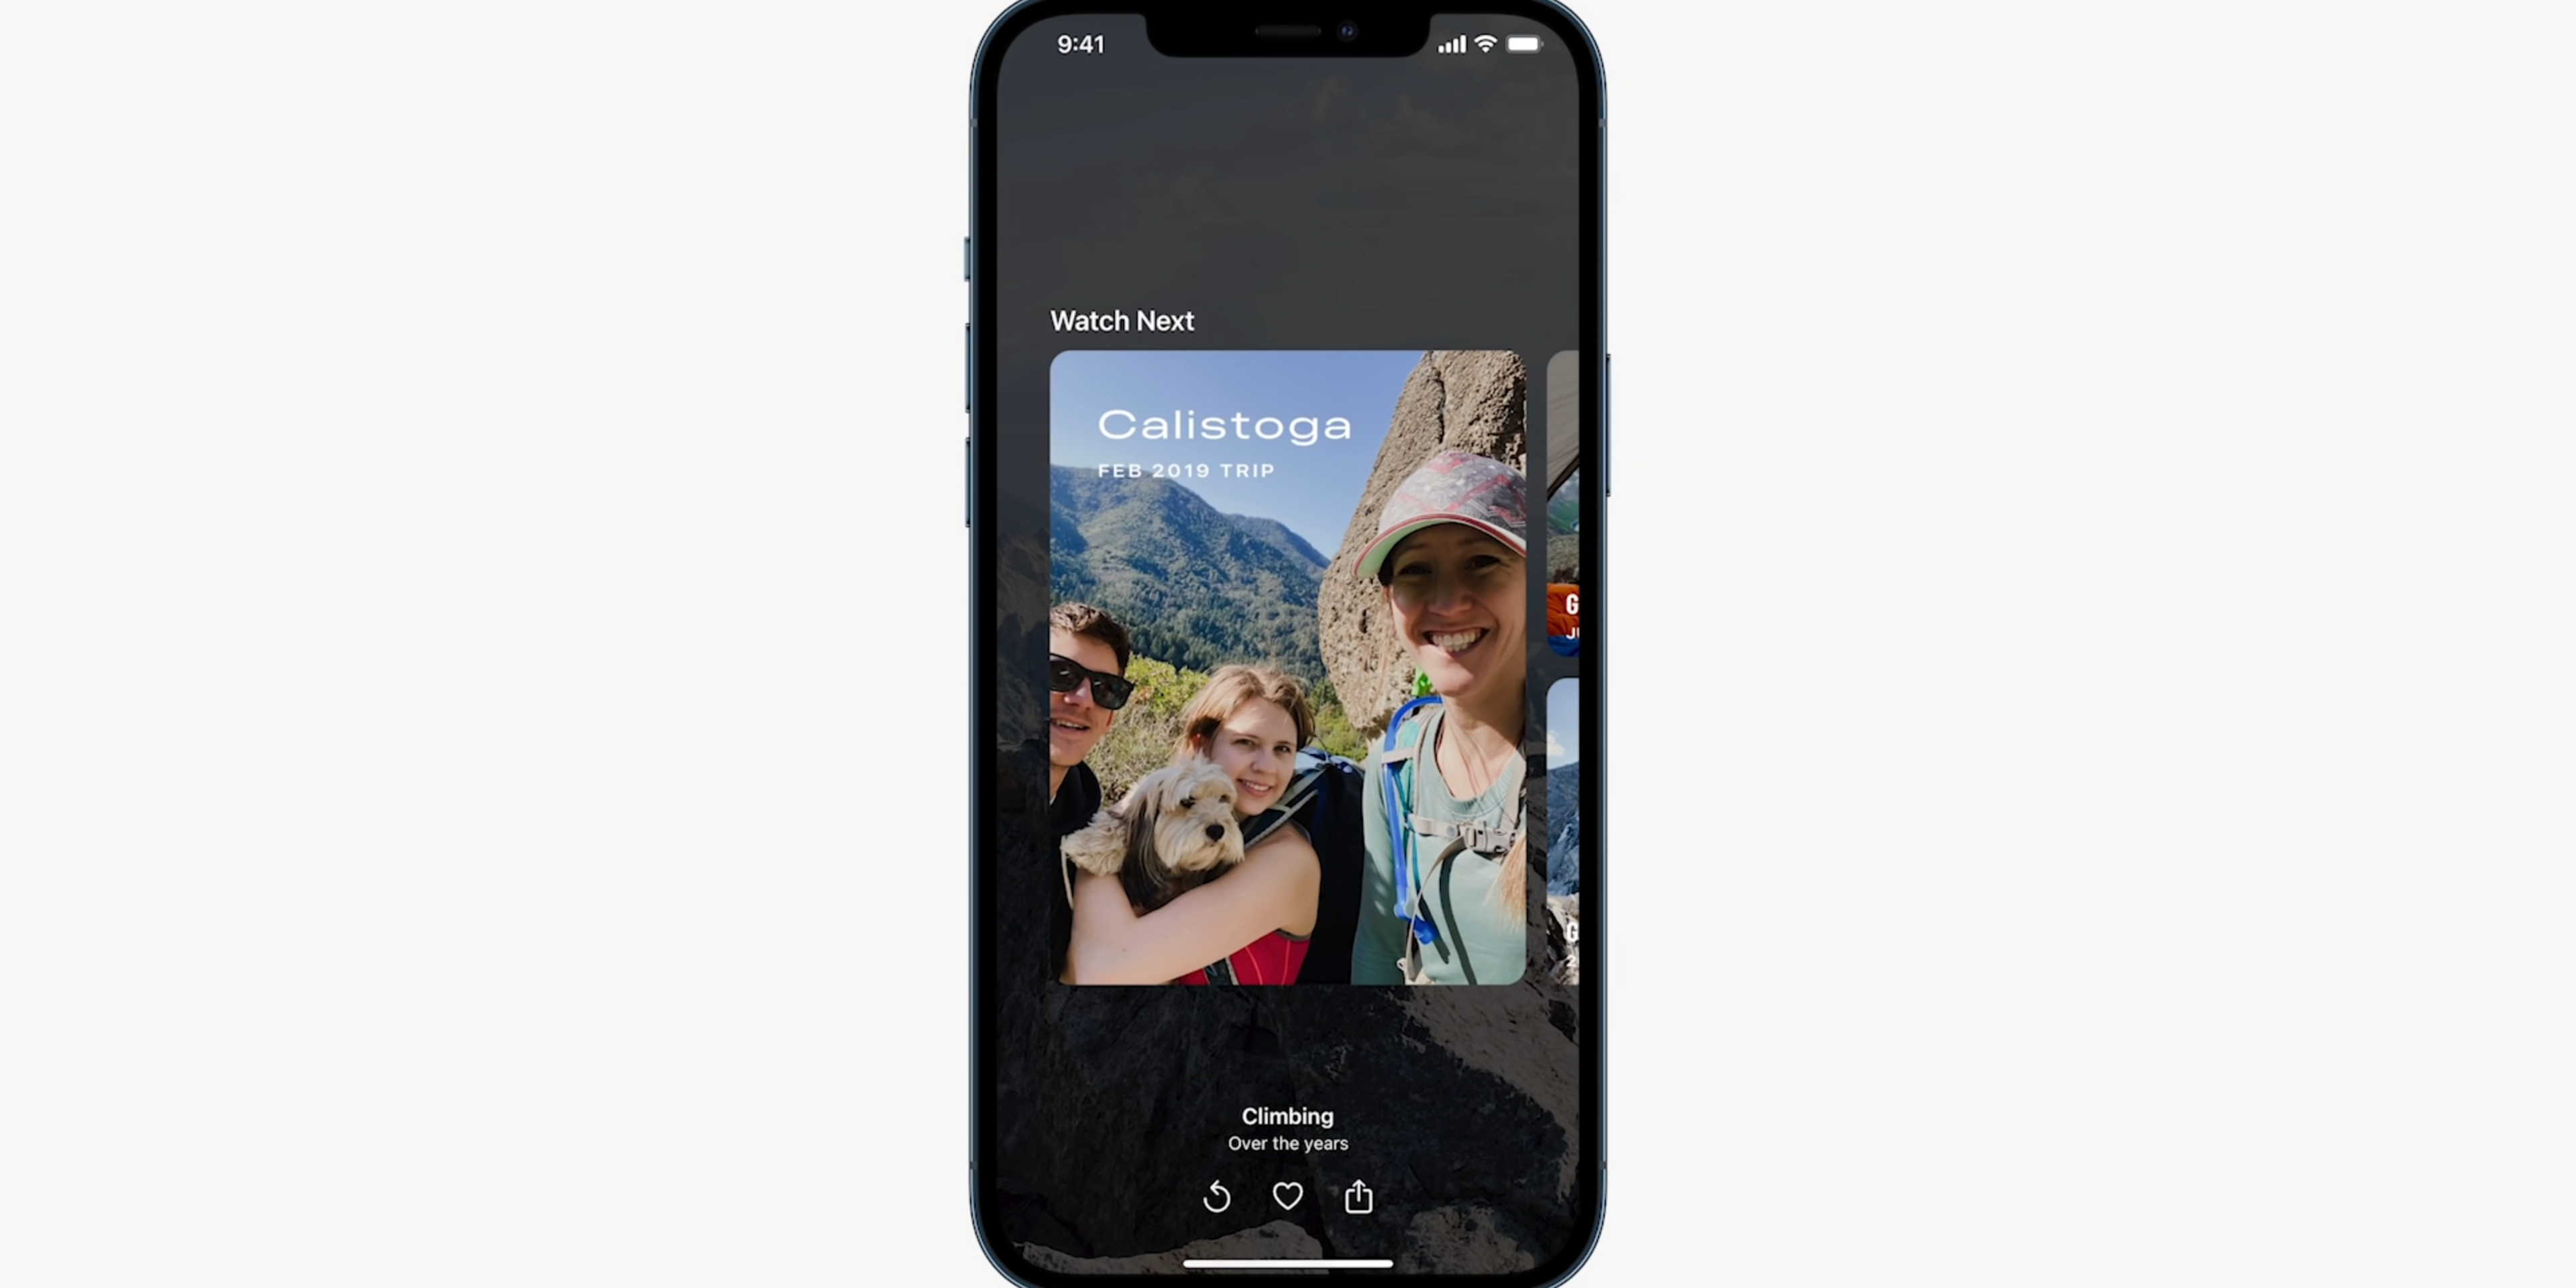 9:41
Watch Next
Calistoga
FEB 2019 TRIP
Climbing
Over the years